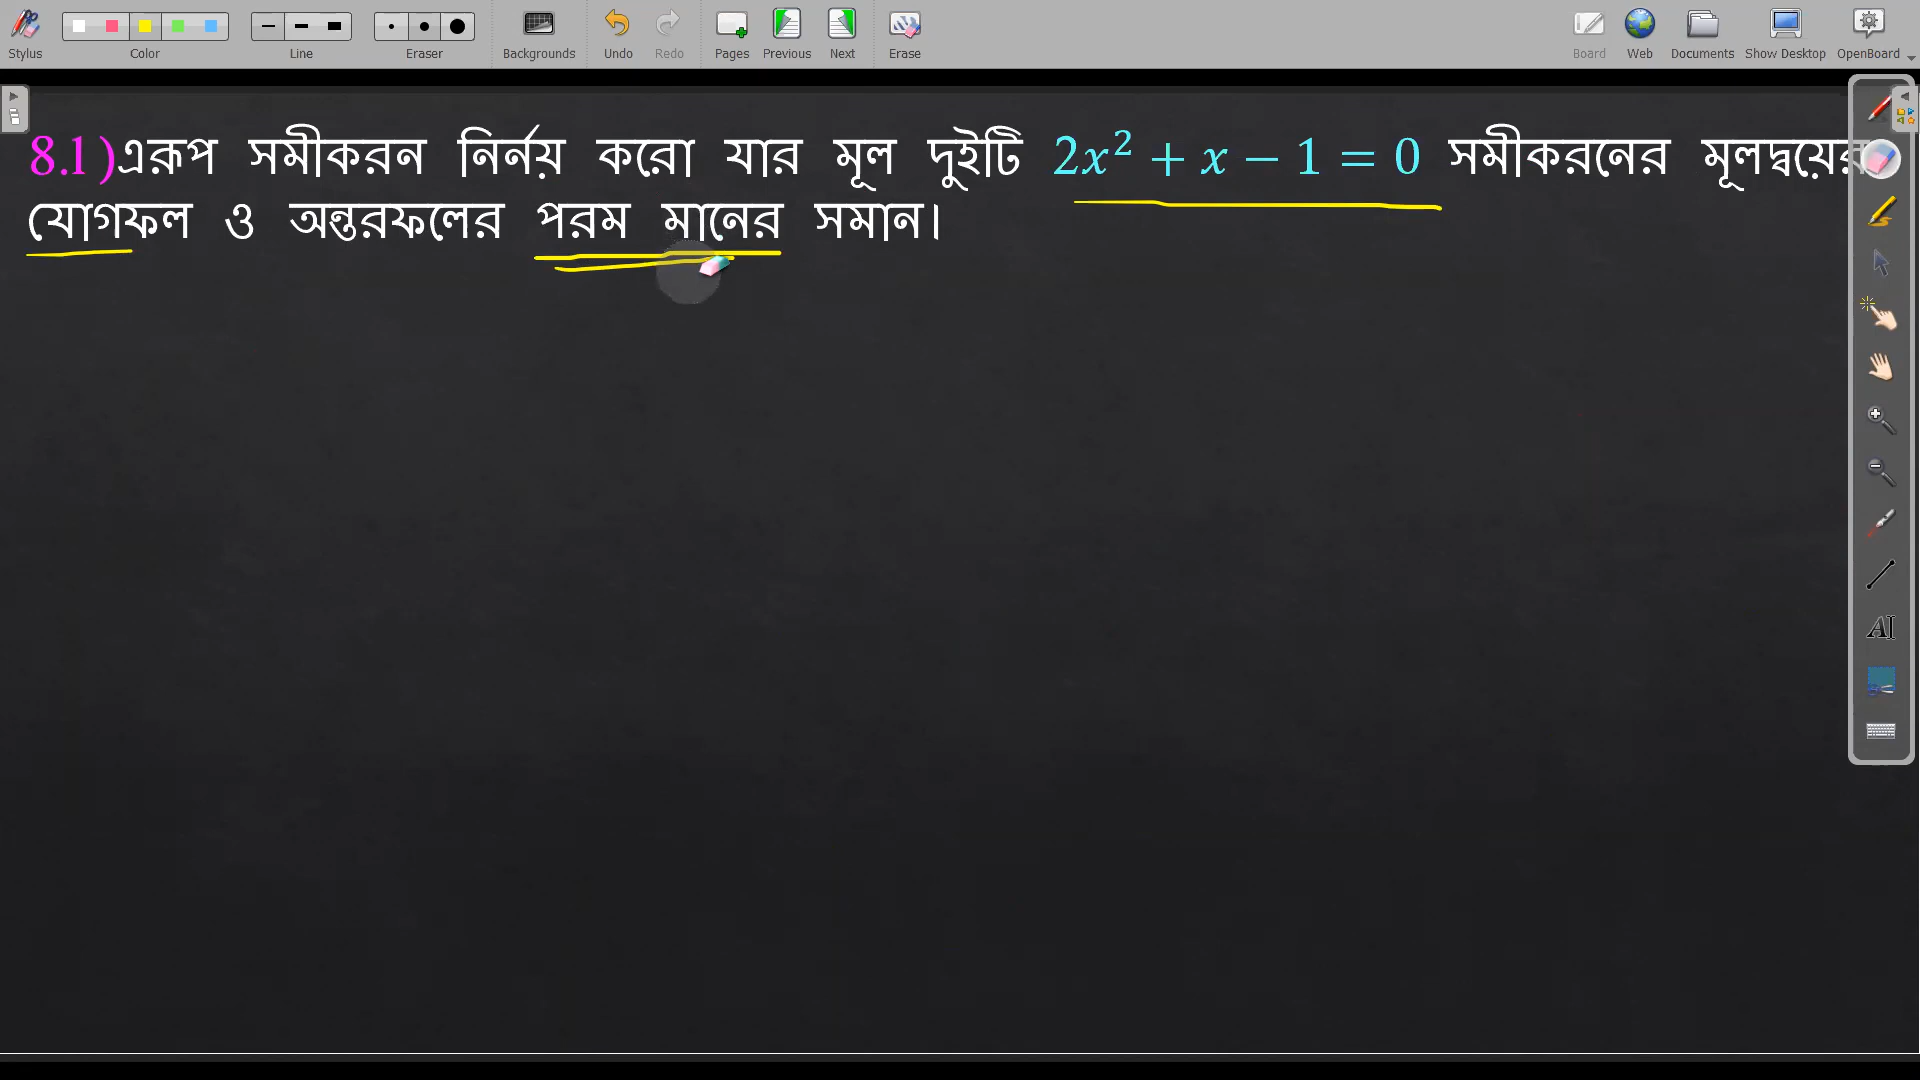 Stylus Color Line Eraser Backgrounds Undo Redo Pages Previous Next Erase Board Web Documents Show Desktop OpenBoard
8.1)এরূপ সমীকরন নির্নয় করো যার মূল দুইটি 2x² + x − 1 = 0 সমীকরনের মূলদ্বয়ের
যোগফল ও অন্তরফলের পরম মানের সমান।